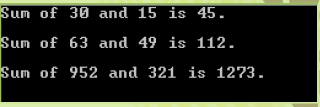 Sum of 30 and 15 is 45.
Sum of 63 and 49 is 112.
Sum of 952 and 321 is 1273.